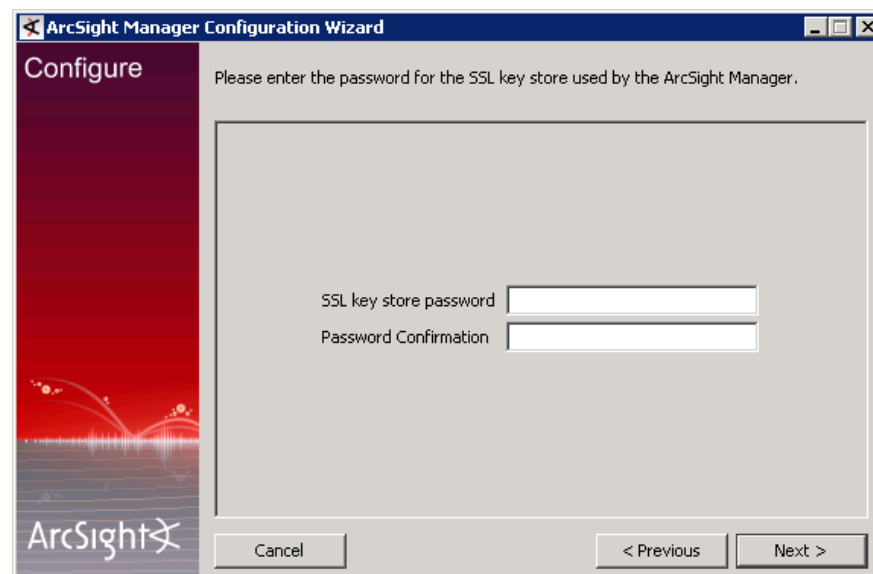 ArcSight Manager Configuration Wizard
Configure
Please enter the password for the SSL key store used by the ArcSight Manager.
SSL key store password
Password Confirmation
ArcSight
Cancel
< Previous
Next >